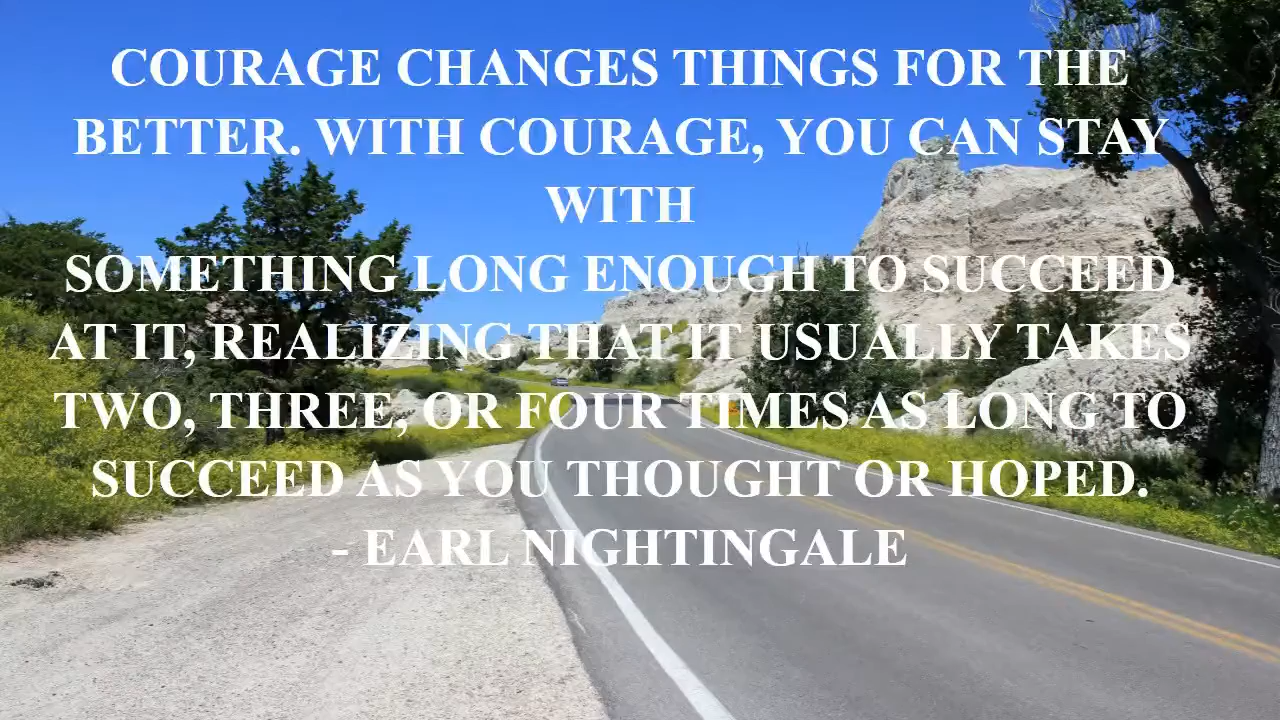 COURAGE CHANGES THINGS FOR THE
BETTER. WITH COURAGE, YOU CAN STAY
WITH
SOMETHING LONG ENOUGH TO SUCCEED
AT IT, REALIZING THAT IT USUALLY TAKES
TWO, THREE, OR FOUR TIMES AS LONG TO
SUCCEED AS YOU THOUGHT OR HOPED.
- EARL NIGHTINGALE